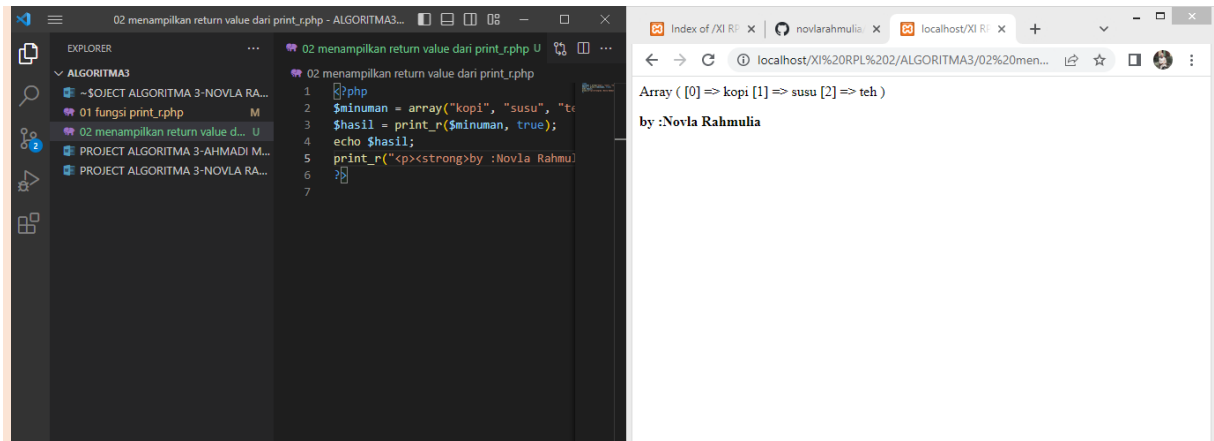 02 menampilkan return value dari print_r.php - ALGORITMA3...
EXPLORER
ALGORITMA3
~$OJECT ALGORITMA 3-NOVLA RA...
01 fungsi print_r.php M
02 menampilkan return value d... U
PROJECT ALGORITMA 3-AHMADI M...
PROJECT ALGORITMA 3-NOVLA RA...
2
02 menampilkan return value dari print_r.php U
02 menampilkan return value dari print_r.php
1 <?php
2 $minuman = array("kopi", "susu", "te
3 $hasil = print_r($minuman, true);
4 echo $hasil;
5 print_r("<p><strong>by :Novla Rahmul
6 ?>
7
Index of /XI RP
novlarahmulia
localhost/XI RP
localhost/XI%20RPL%202/ALGORITMA3/02%20men...
Array ( [0] => kopi [1] => susu [2] => teh )
by :Novla Rahmulia